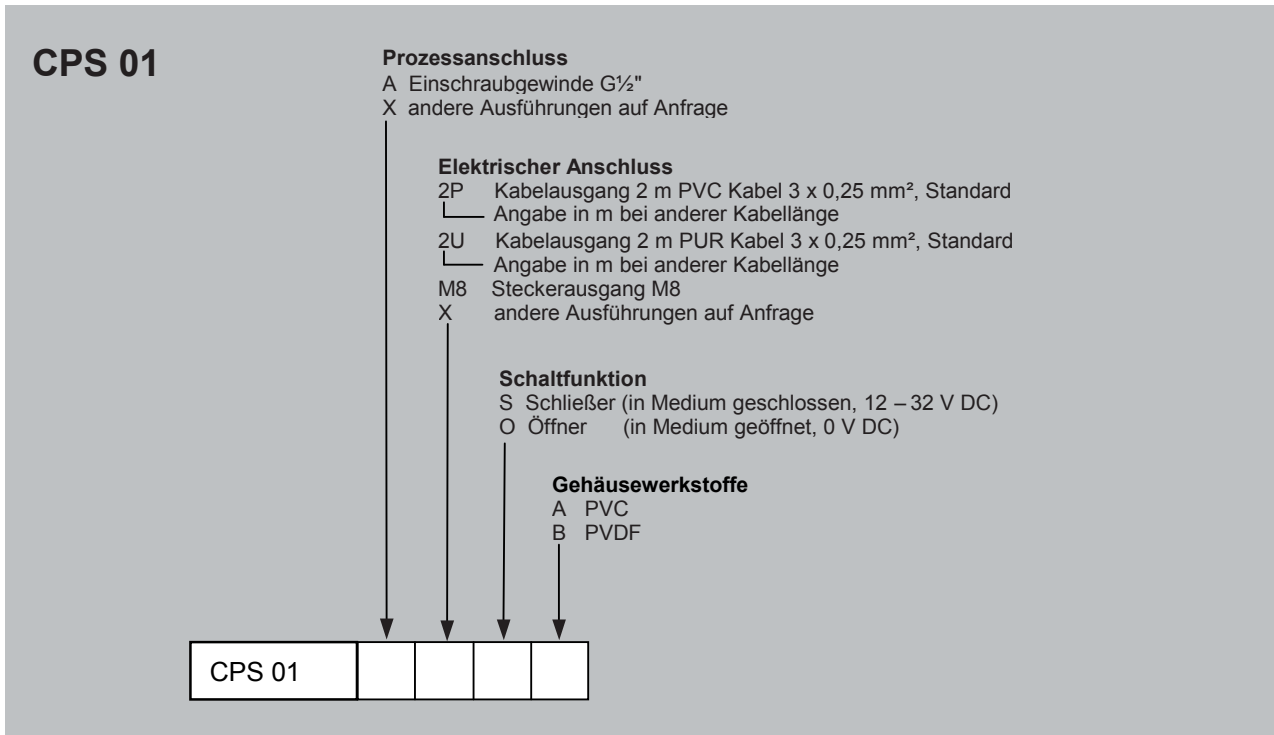 CPS 01
Prozessanschluss
A Einschraubgewinde G½"
X andere Ausführungen auf Anfrage
Elektrischer Anschluss
2P Kabelausgang 2 m PVC Kabel 3 x 0,25 mm², Standard
Angabe in m bei anderer Kabellänge
2U Kabelausgang 2 m PUR Kabel 3 x 0,25 mm², Standard
Angabe in m bei anderer Kabellänge
M8 Steckerausgang M8
X andere Ausführungen auf Anfrage
Schaltfunktion
S Schließer (in Medium geschlossen, 12 – 32 V DC)
O Öffner (in Medium geöffnet, 0 V DC)
Gehäusewerkstoffe
A PVC
B PVDF
CPS 01